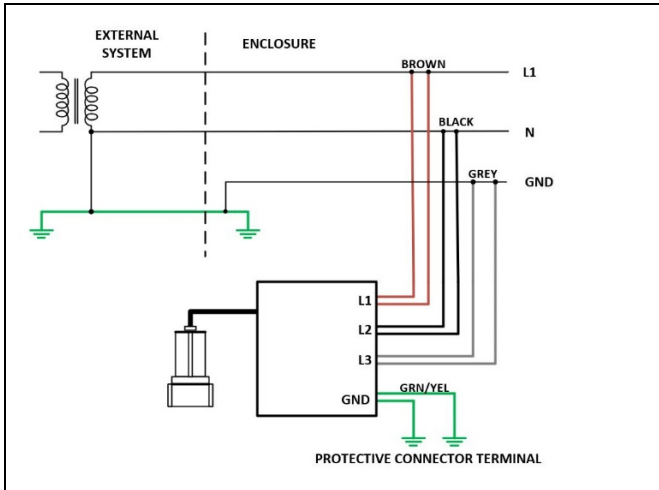 EXTERNAL
SYSTEM
ENCLOSURE
BROWN
L1
BLACK
N
GREY
GND
L1
L2
L3
GND
GRN/YEL
PROTECTIVE CONNECTOR TERMINAL